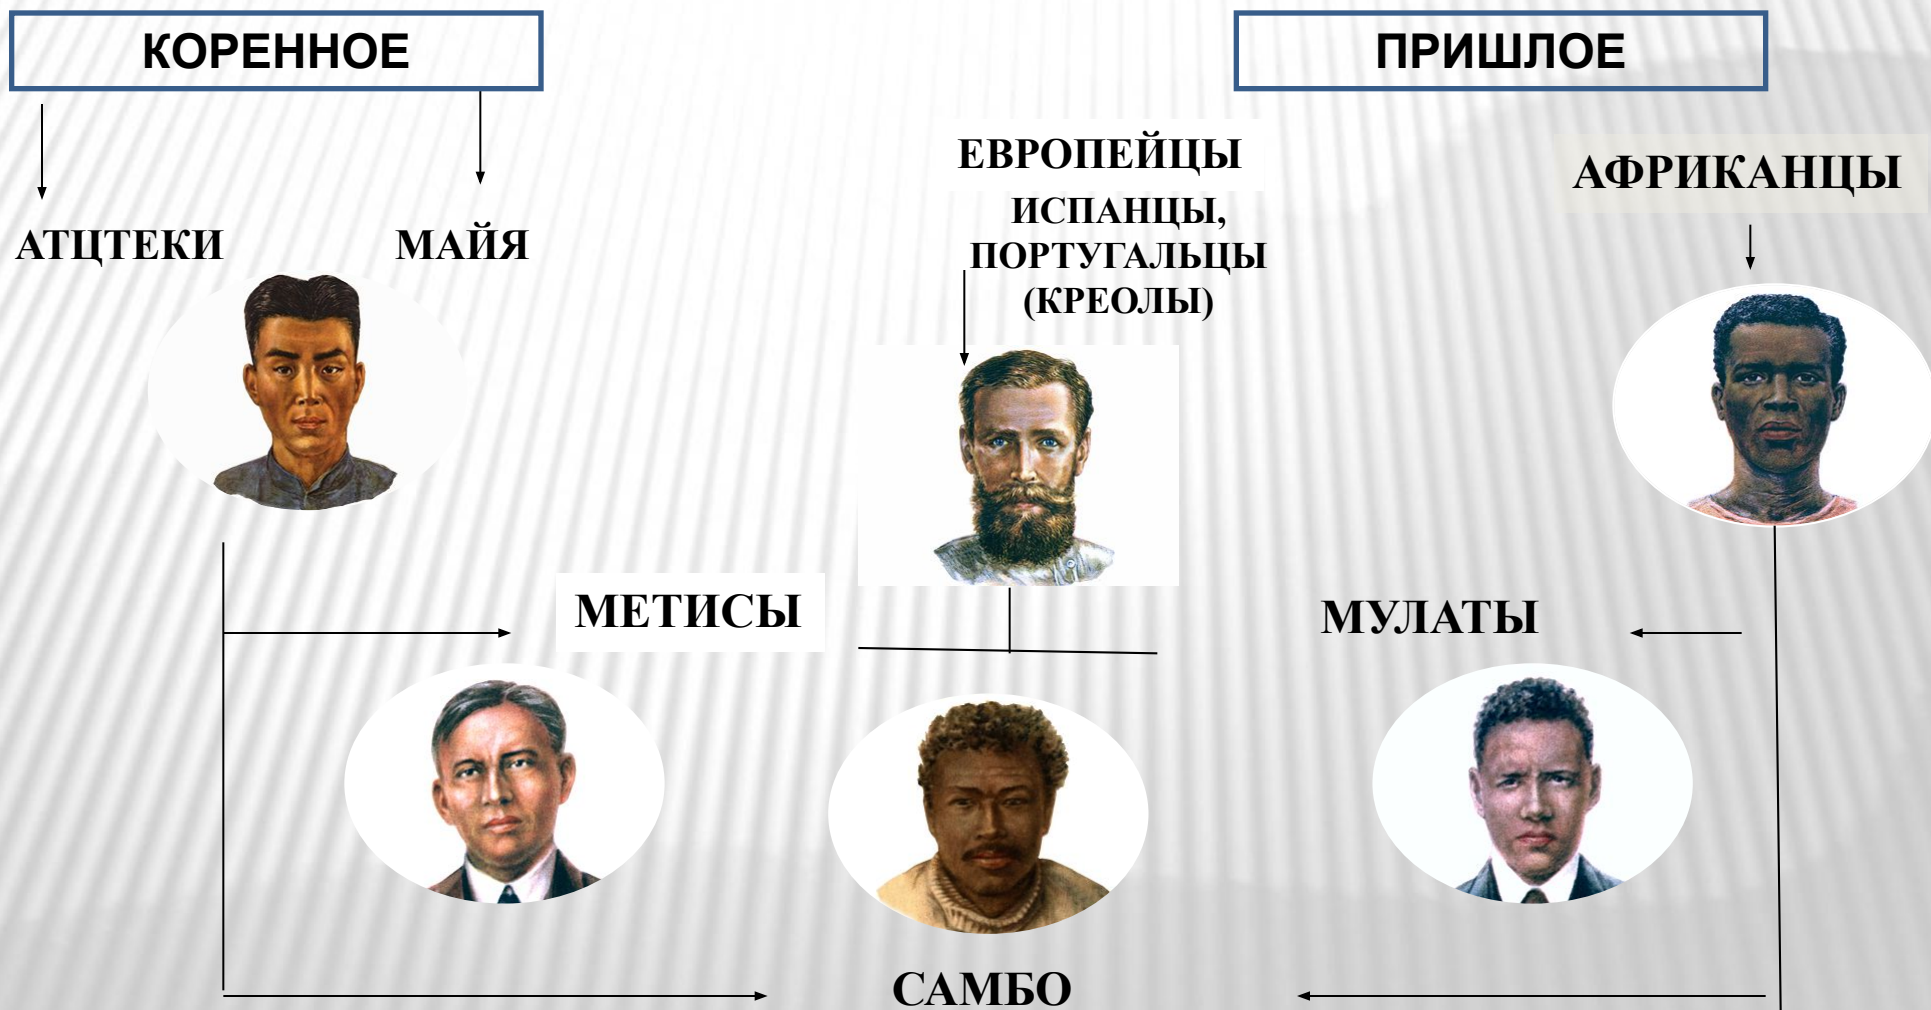 КОРЕННОЕ
ПРИШЛОЕ
ЕВРОПЕЙЦЫ
АФРИКАНЦЫ
ИСПАНЦЫ,
ПОРТУГАЛЬЦЫ
(КРЕОЛЫ)
АТЦТЕКИ
МАЙЯ
МЕТИСЫ
МУЛАТЫ
САМБО